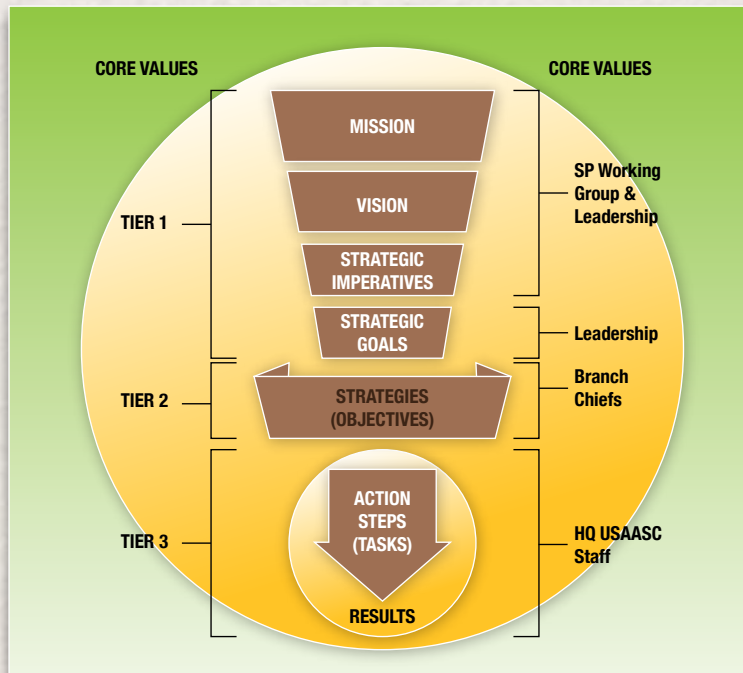 CORE VALUES
CORE VALUES
MISSION
SP Working
Group &
Leadership
VISION
TIER 1
STRATEGIC
IMPERATIVES
STRATEGIC
GOALS
Leadership
TIER 2
STRATEGIES
(OBJECTIVES)
Branch
Chiefs
TIER 3
ACTION
STEPS
(TASKS)
HQ USAASC
Staff
RESULTS